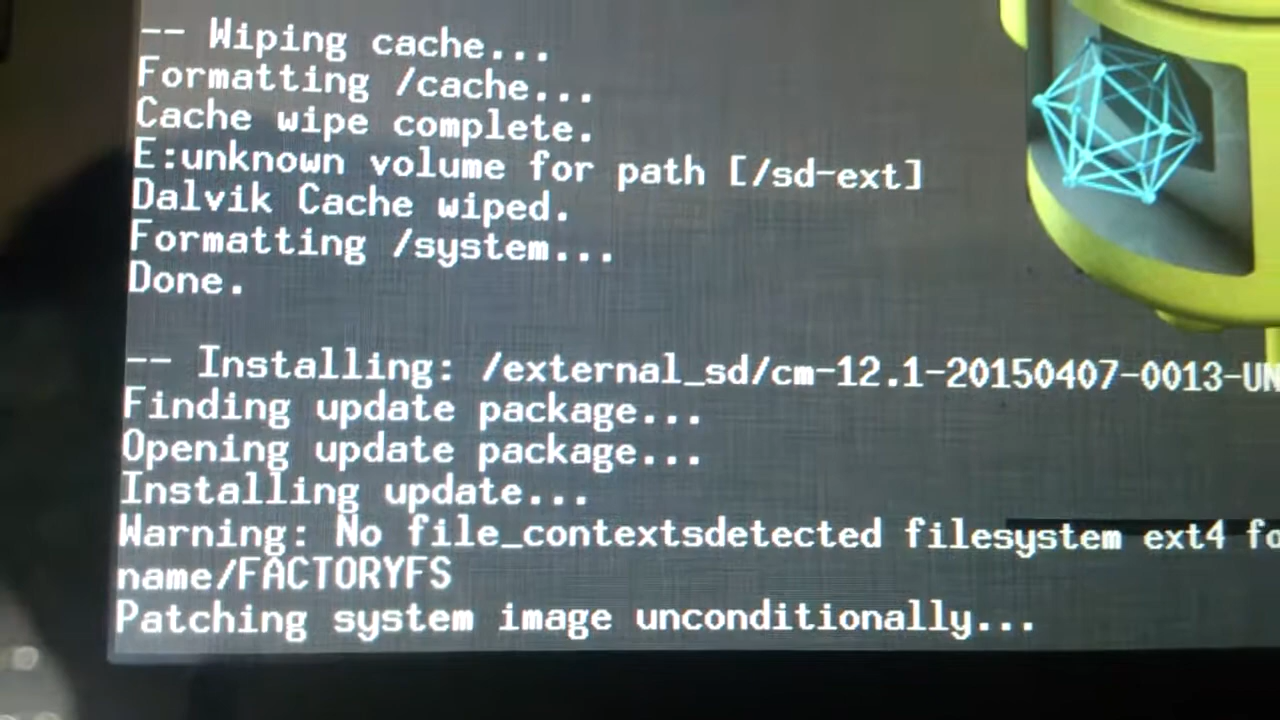 -- Wiping cache...
Formatting /cache...
Cache wipe complete.
E:unknown volume for path [/sd-ext]
Dalvik Cache wiped.
Formatting /system...
Done.
-- Installing: /external_sd/cm-12.1-20150407-0013-UN
Finding update package...
Opening update package...
Installing update...
Warning: No file_contextsdetected filesystem ext4 fo
name/FACTORYFS
Patching system image unconditionally...